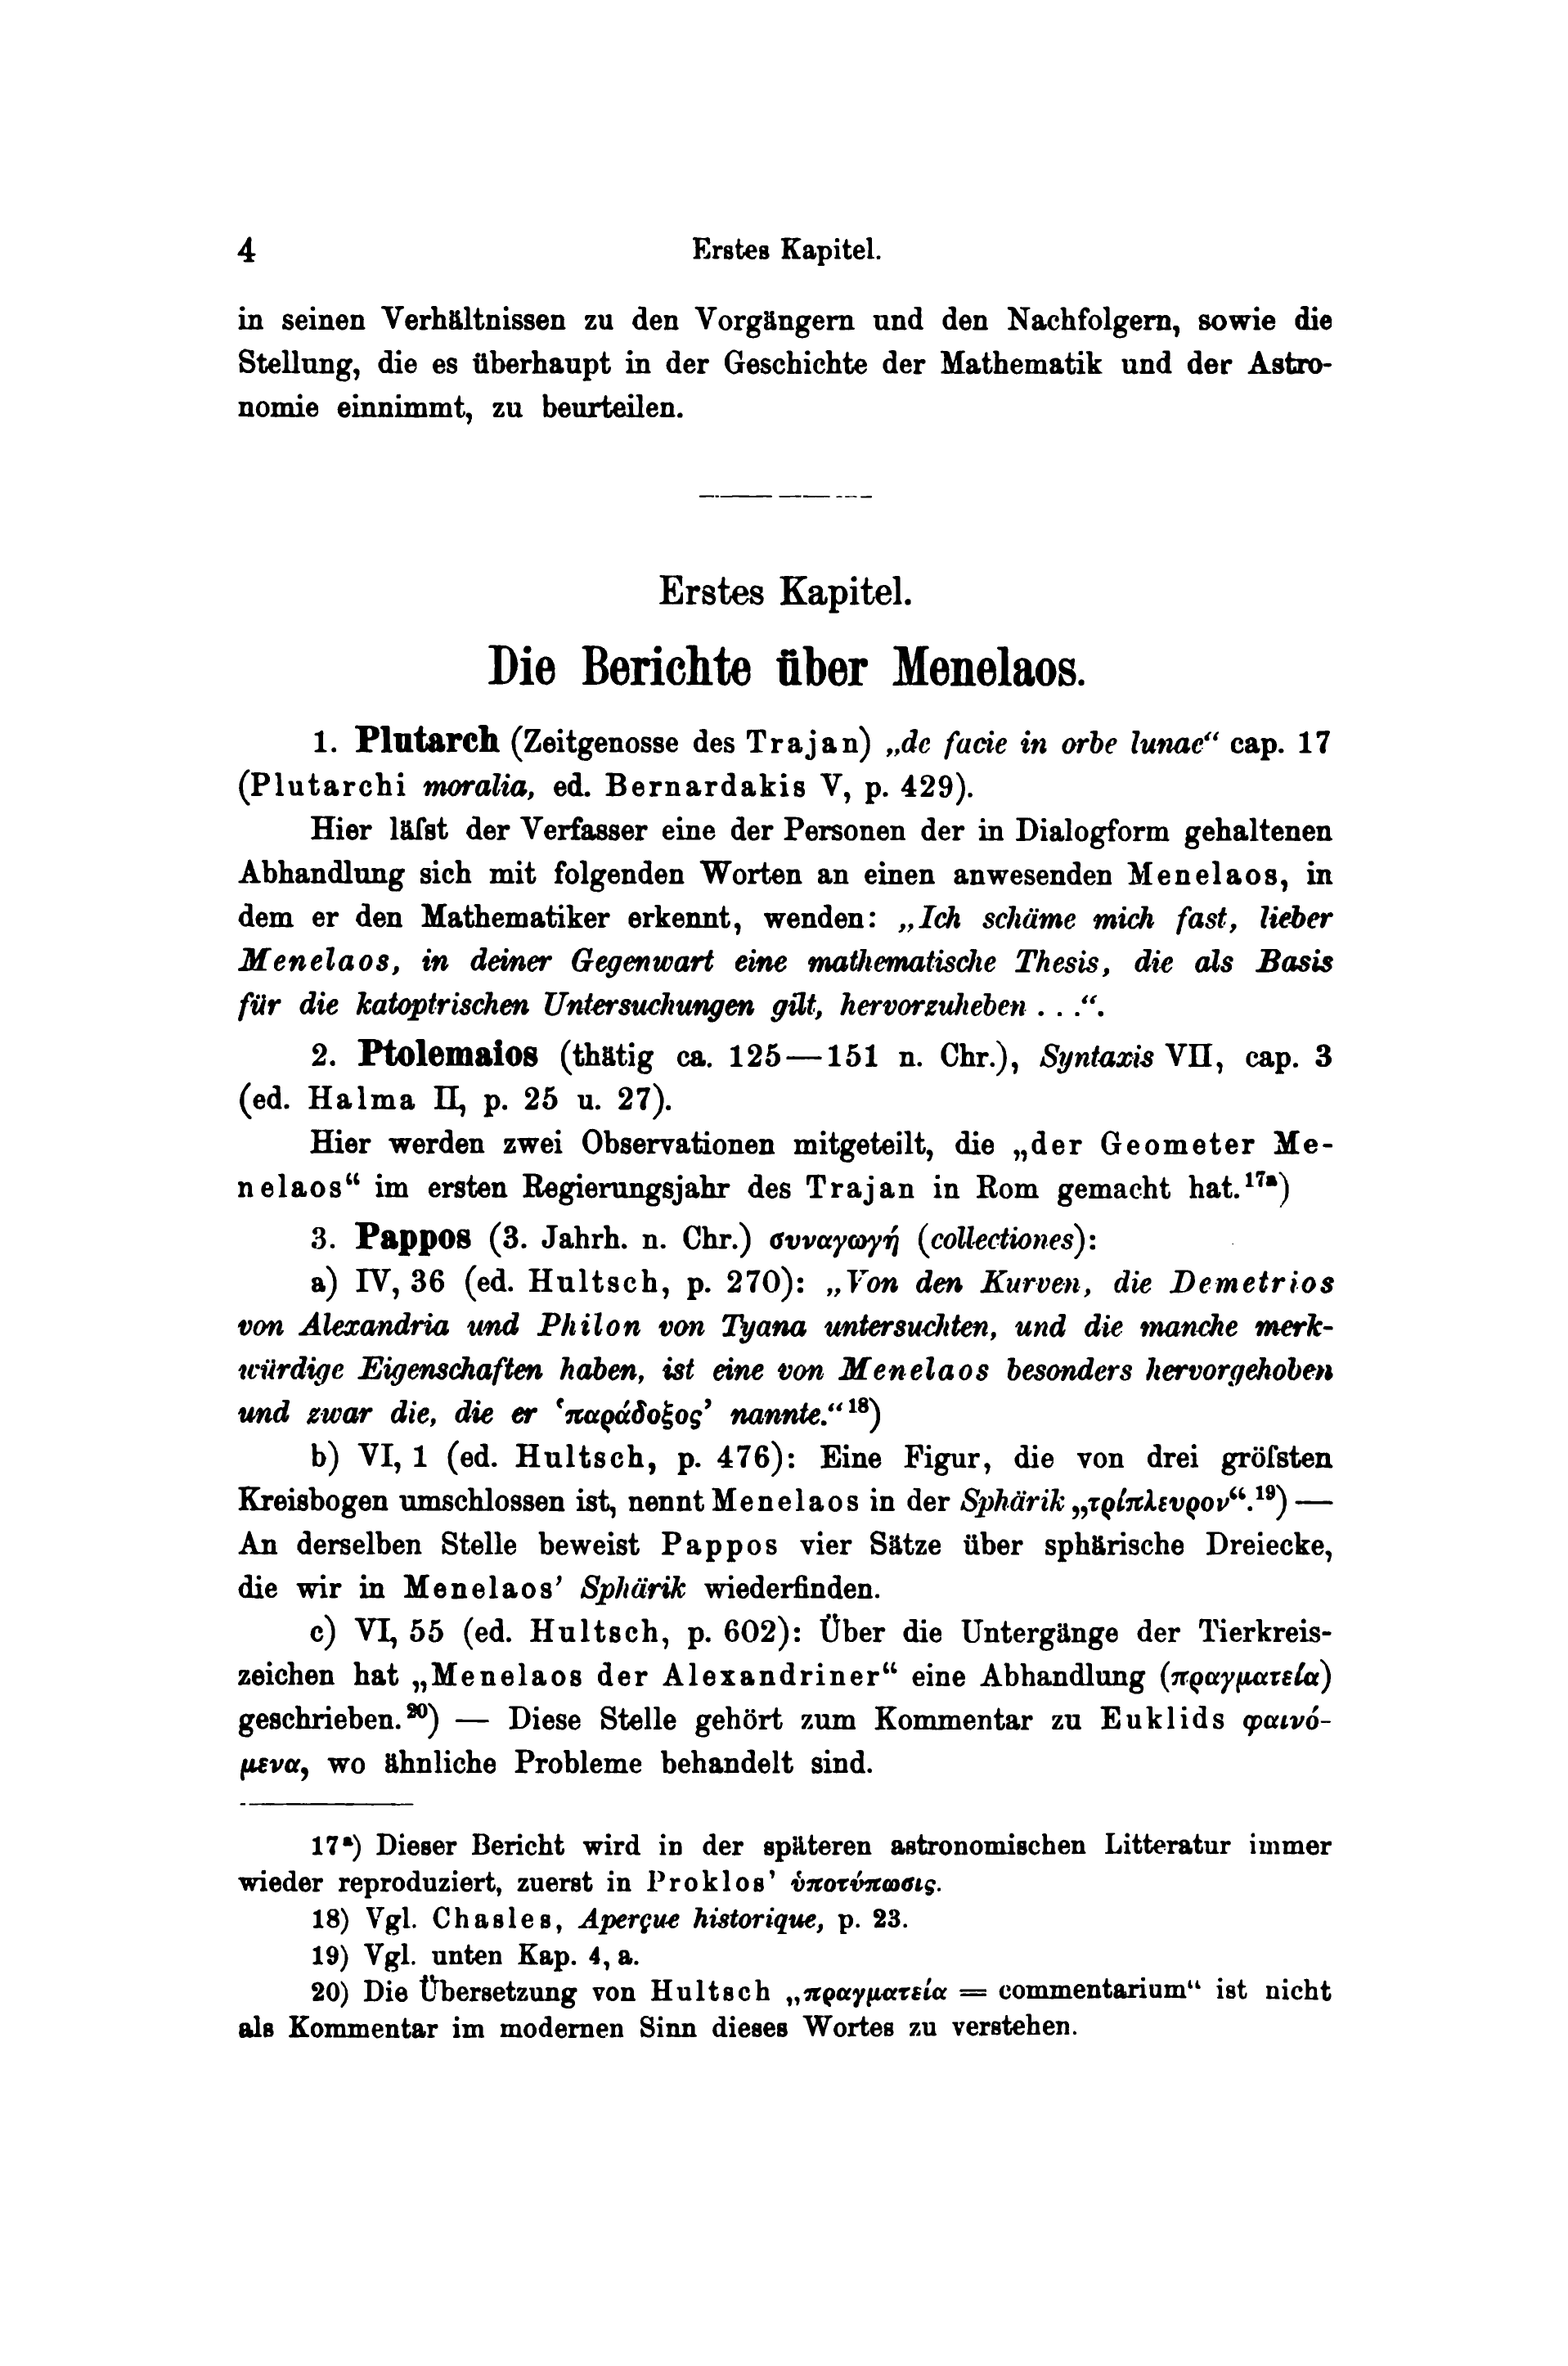 4 Erstes Kapitel.
in seinen Verhältnissen zu den Vorgängern und den Nachfolgern, sowie die
Stellung, die es überhaupt in der Geschichte der Mathematik und der Astro-
nomie einnimmt, zu beurteilen.
Erstes Kapitel.
Die Berichte über Menelaos.
1. Plutarch (Zeitgenosse des Trajan) „de facie in orbe lunae“ cap. 17
(Plutarchi moralia, ed. Bernardakis V, p. 429).
Hier läſst der Verfasser eine der Personen der in Dialogform gehaltenen
Abhandlung sich mit folgenden Worten an einen anwesenden Menelaos, in
dem er den Mathematiker erkennt, wenden: „Ich schäme mich fast, lieber
Menelaos, in deiner Gegenwart eine mathematische Thesis, die als Basis
für die katoptrischen Untersuchungen gilt, hervorzuheben . . .“.
2. Ptolemaios (thätig ca. 125—151 n. Chr.), Syntaxis VII, cap. 3
(ed. Halma II, p. 25 u. 27).
Hier werden zwei Observationen mitgeteilt, die „der Geometer Me-
nelaos“ im ersten Regierungsjahr des Trajan in Rom gemacht hat.¹⁷ᵃ)
3. Pappos (3. Jahrh. n. Chr.) συναγωγή (collectiones):
a) IV, 36 (ed. Hultsch, p. 270): „Von den Kurven, die Demetrios
von Alexandria und Philon von Tyana untersuchten, und die manche merk-
würdige Eigenschaften haben, ist eine von Menelaos besonders hervorgehoben
und zwar die, die er ‘παράδοξος’ nannte.“¹⁸)
b) VI, 1 (ed. Hultsch, p. 476): Eine Figur, die von drei gröſsten
Kreisbogen umschlossen ist, nennt Menelaos in der Sphärik „τρίπλευρον“.¹⁹) —
An derselben Stelle beweist Pappos vier Sätze über sphärische Dreiecke,
die wir in Menelaos’ Sphärik wiederfinden.
c) VI, 55 (ed. Hultsch, p. 602): Über die Untergänge der Tierkreis-
zeichen hat „Menelaos der Alexandriner“ eine Abhandlung (πραγματεία)
geschrieben.²⁰) — Diese Stelle gehört zum Kommentar zu Euklids φαινό-
μενα, wo ähnliche Probleme behandelt sind.
17ᵃ) Dieser Bericht wird in der späteren astronomischen Litteratur immer
wieder reproduziert, zuerst in Proklos’ ὑποτύπωσις.
18) Vgl. Chasles, Aperçue historique, p. 23.
19) Vgl. unten Kap. 4, a.
20) Die Übersetzung von Hultsch „πραγματεία = commentarium“ ist nicht
als Kommentar im modernen Sinn dieses Wortes zu verstehen.